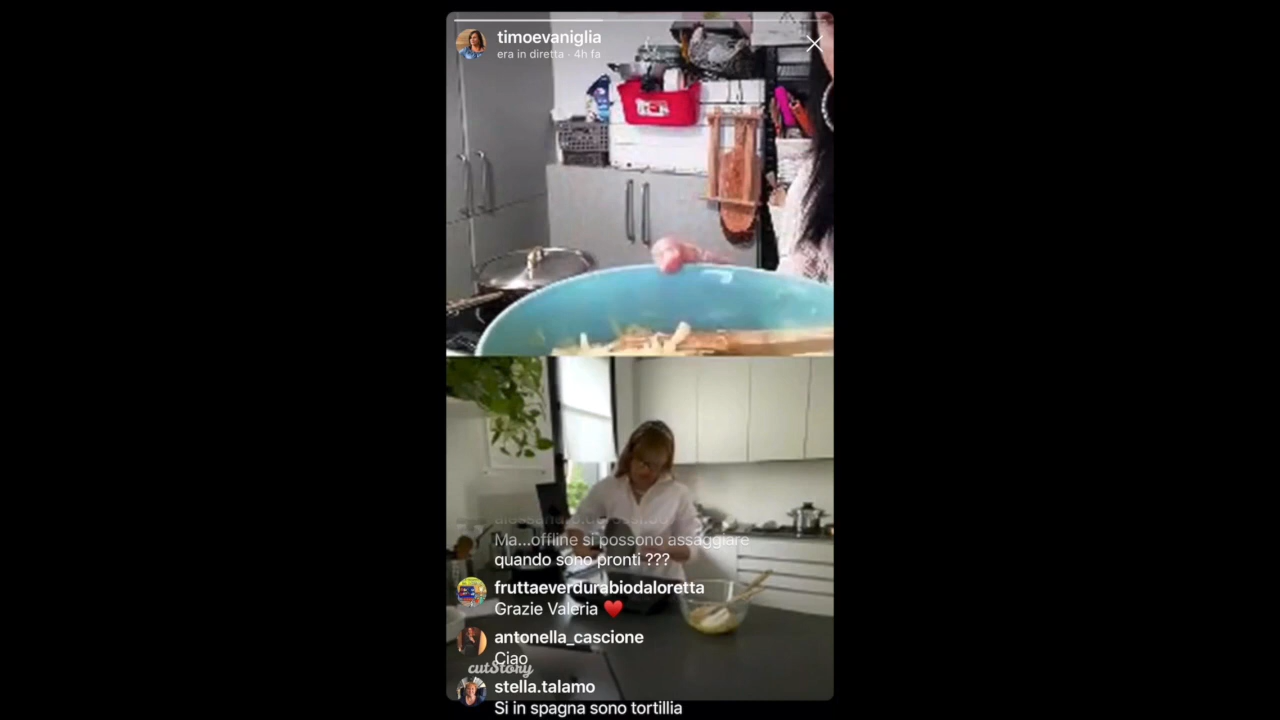 timoevaniglia
era in diretta · 4h fa
Ma...offline si possono assaggiare
quando sono pronti ???
fruttaeverdurabiodaloretta
Grazie Valeria ❤️
antonella_cascione
Ciao
cutStory
stella.talamo
Si in spagna sono tortillia